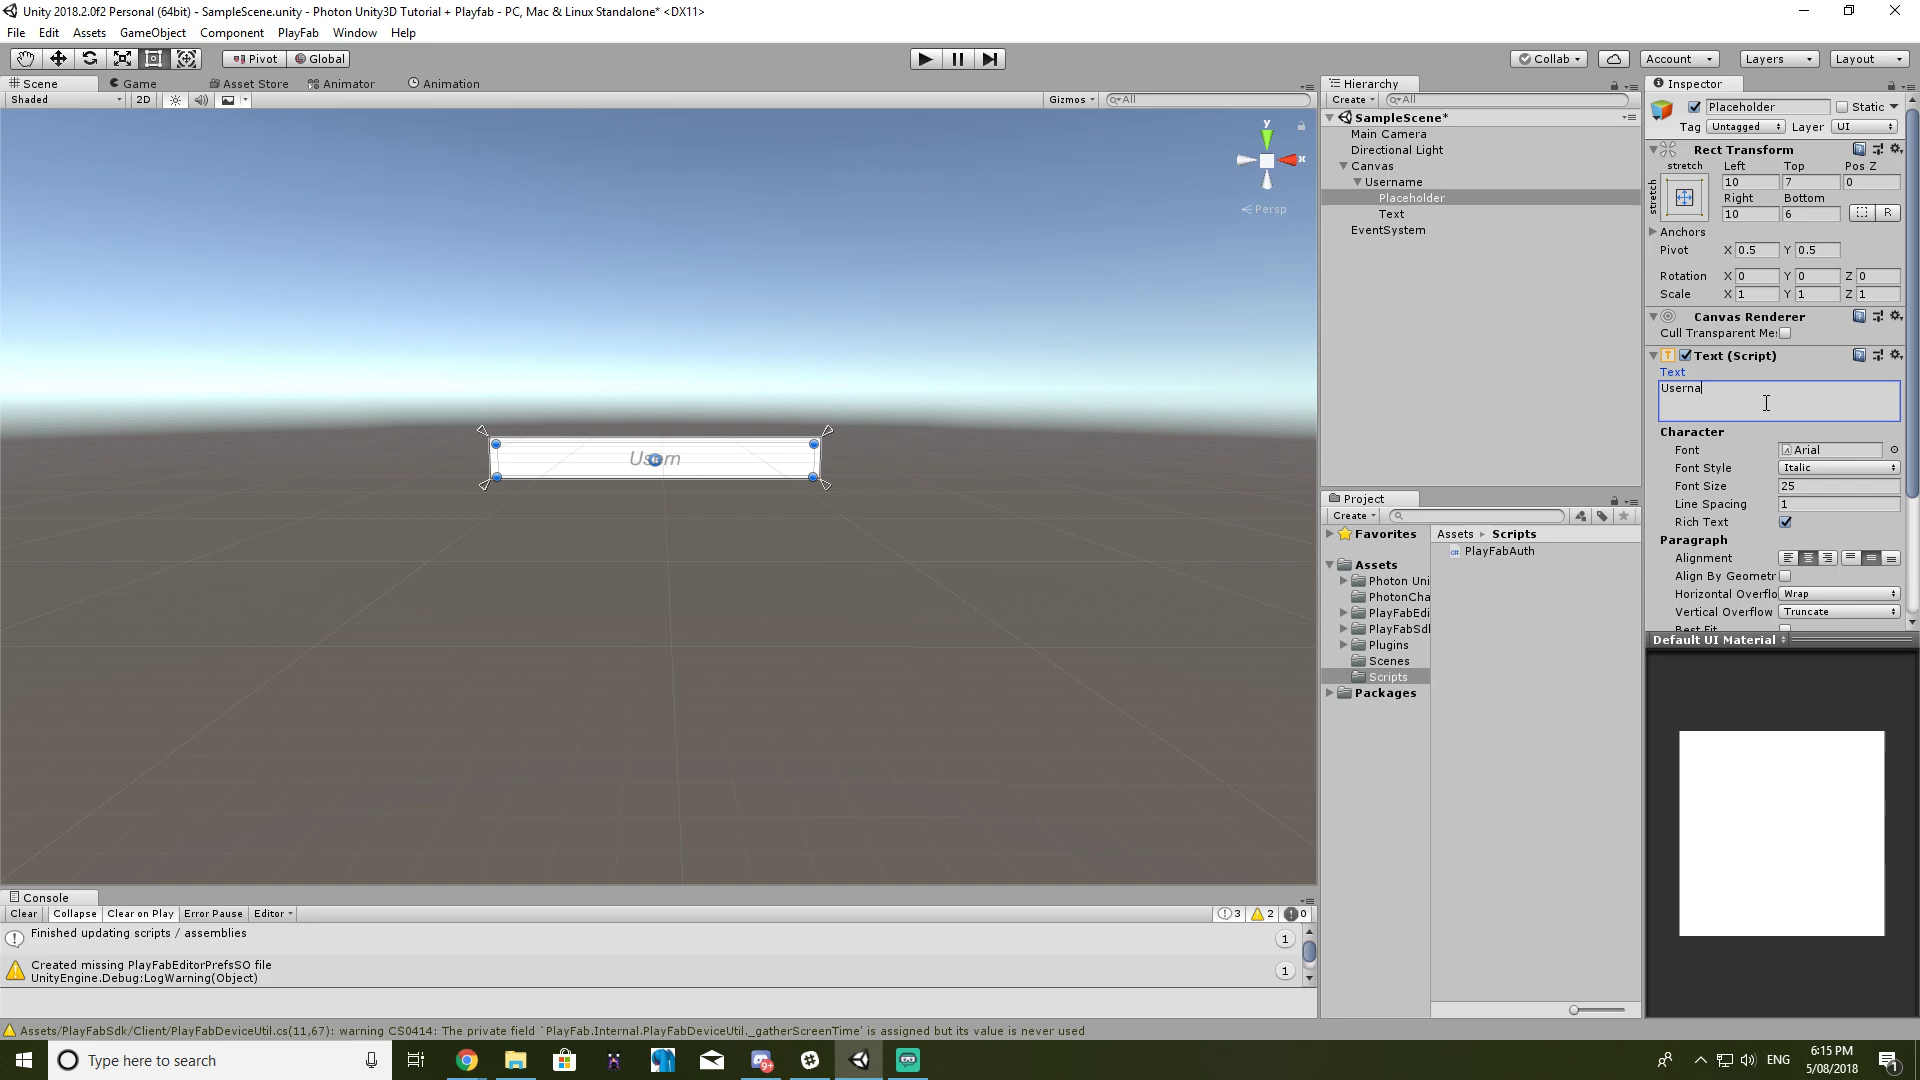 Unity 2018.2.0f2 Personal (64bit) - SampleScene.unity - Photon Unity3D Tutorial + Playfab - PC, Mac & Linux Standalone* <DX11>
File Edit Assets GameObject Component PlayFab Window Help
Pivot Global Collab Account Layers Layout
Scene Game Asset Store Animator Animation
Shaded 2D Gizmos All
y
x
Persp
Usern
Hierarchy
Create All
SampleScene*
Main Camera
Directional Light
Canvas
Username
Placeholder
Text
EventSystem
Project
Create
Favorites
Assets
Photon Uni
PhotonCha
PlayFabEdi
PlayFabSdl
Plugins
Scenes
Scripts
Packages
Assets Scripts
PlayFabAuth
Inspector
Placeholder Static
Tag Untagged Layer UI
Rect Transform
stretch Left Top Pos Z
stretch 10 7 0
Right Bottom
10 6 R
Anchors
Pivot X 0.5 Y 0.5
Rotation X 0 Y 0 Z 0
Scale X 1 Y 1 Z 1
Canvas Renderer
Cull Transparent Me:
Text (Script)
Text
Userna
Character
Font Arial
Font Style Italic
Font Size 25
Line Spacing 1
Rich Text
Paragraph
Alignment
Align By Geometr
Horizontal Overflo Wrap
Vertical Overflow Truncate
Best Fit
Default UI Material
Console
Clear Collapse Clear on Play Error Pause Editor 3 2 0
Finished updating scripts / assemblies 1
Created missing PlayFabEditorPrefsSO file
UnityEngine.Debug:LogWarning(Object) 1
Assets/PlayFabSdk/Client/PlayFabDeviceUtil.cs(11,67): warning CS0414: The private field `PlayFab.Internal.PlayFabDeviceUtil._gatherScreenTime' is assigned but its value is never used
Type here to search 9+ ENG 6:15 PM
5/08/2018 1